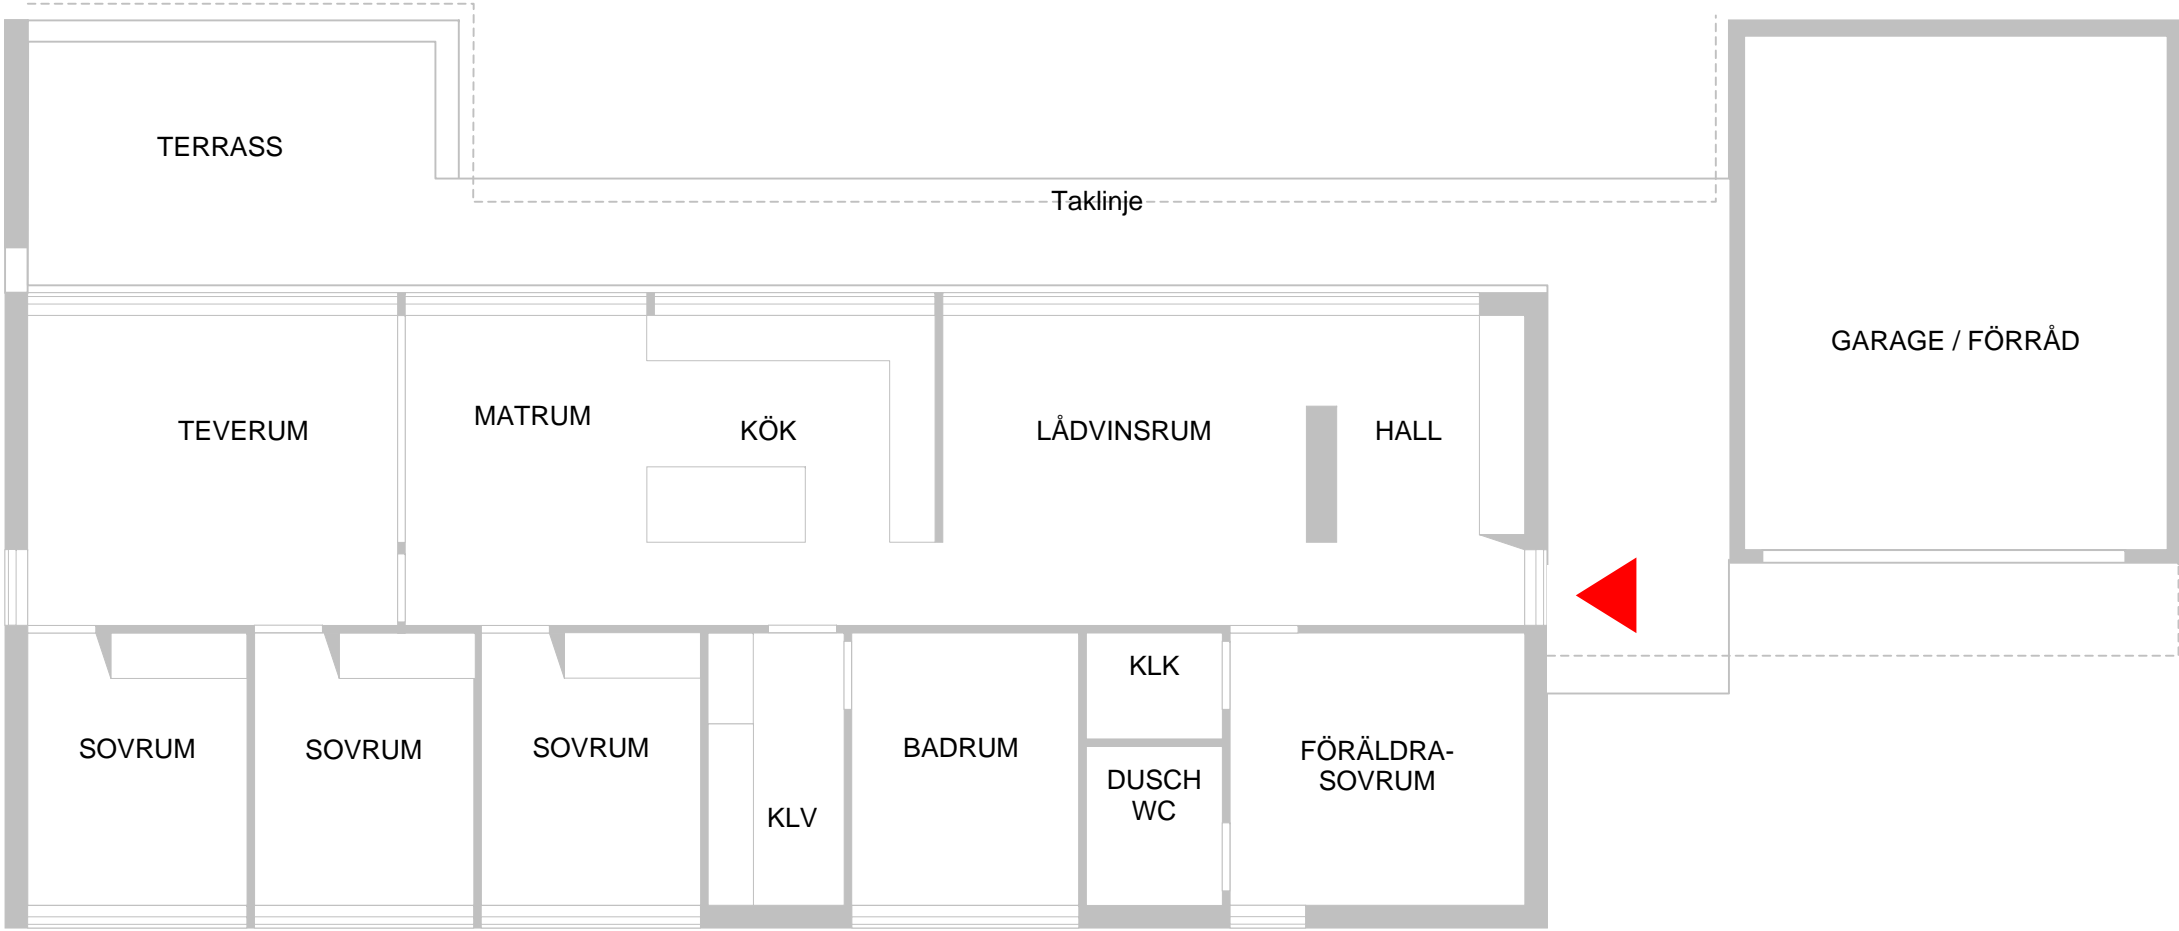 TERRASS
Taklinje
GARAGE / FÖRRÅD
TEVERUM
MATRUM
KÖK
LÅDVINSRUM
HALL
SOVRUM
SOVRUM
SOVRUM
KLV
BADRUM
KLK
DUSCH
WC
FÖRÄLDRA-
SOVRUM